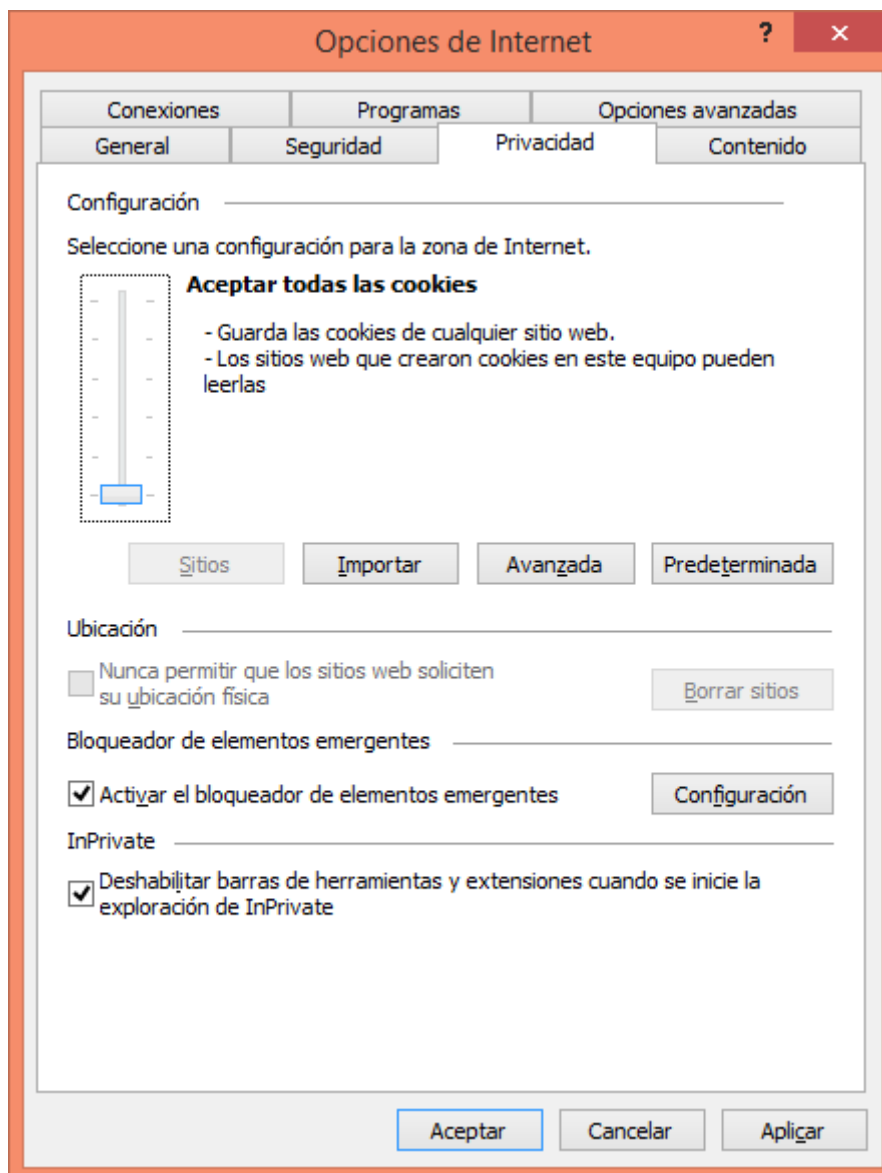 Opciones de Internet
?
×
Conexiones
Programas
Opciones avanzadas
General
Seguridad
Privacidad
Contenido
Configuración
Seleccione una configuración para la zona de Internet.
Aceptar todas las cookies
- Guarda las cookies de cualquier sitio web.
- Los sitios web que crearon cookies en este equipo pueden
leerlas
Sitios
Importar
Avanzada
Predeterminada
Ubicación
Nunca permitir que los sitios web soliciten
su ubicación física
Borrar sitios
Bloqueador de elementos emergentes
Activar el bloqueador de elementos emergentes
Configuración
InPrivate
Deshabilitar barras de herramientas y extensiones cuando se inicie la
exploración de InPrivate
Aceptar
Cancelar
Aplicar